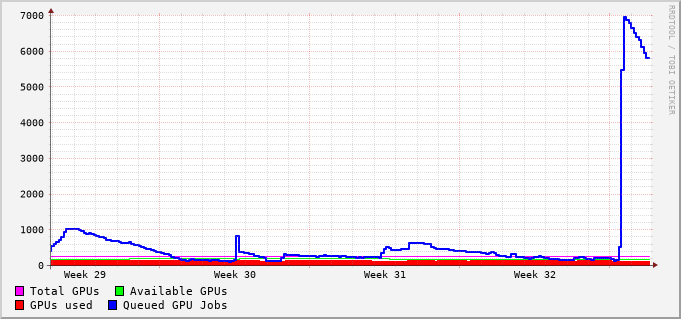 7000
6000
5000
4000
3000
2000
1000
0
Week 29 Week 30 Week 31 Week 32
Total GPUs Available GPUs
GPUs used Queued GPU Jobs
RRDTOOL / TOBI OETIKER